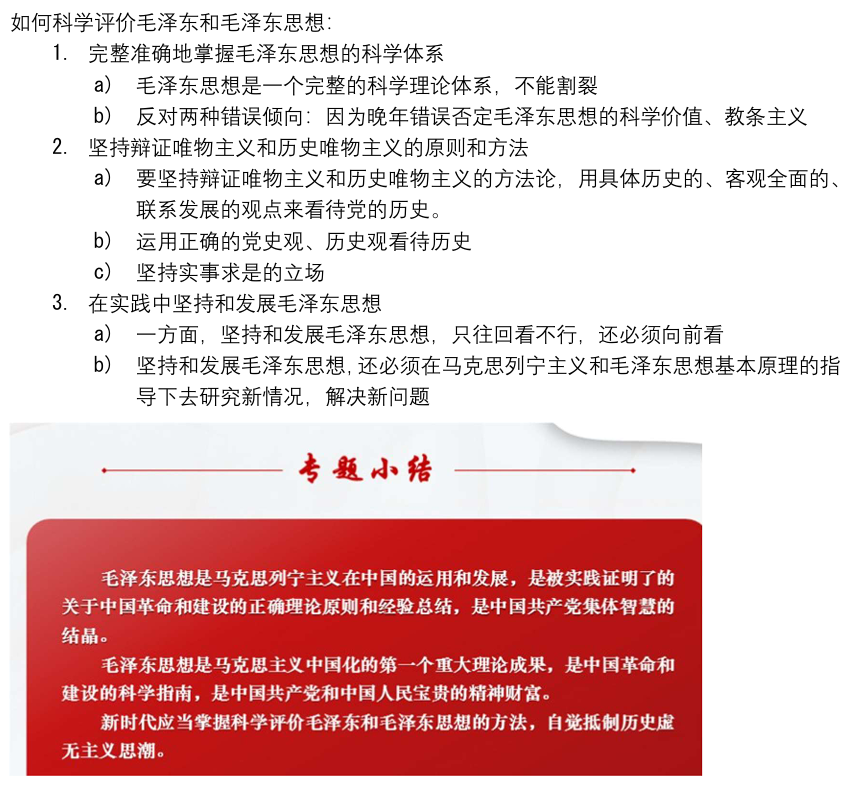 如何科学评价毛泽东和毛泽东思想：
1. 完整准确地掌握毛泽东思想的科学体系
a) 毛泽东思想是一个完整的科学理论体系，不能割裂
b) 反对两种错误倾向：因为晚年错误否定毛泽东思想的科学价值、教条主义
2. 坚持辩证唯物主义和历史唯物主义的原则和方法
a) 要坚持辩证唯物主义和历史唯物主义的方法论，用具体历史的、客观全面的、
联系发展的观点来看待党的历史。
b) 运用正确的党史观、历史观看待历史
c) 坚持实事求是的立场
3. 在实践中坚持和发展毛泽东思想
a) 一方面，坚持和发展毛泽东思想，只往回看不行，还必须向前看
b) 坚持和发展毛泽东思想,还必须在马克思列宁主义和毛泽东思想基本原理的指
导下去研究新情况，解决新问题
专题小结
毛泽东思想是马克思列宁主义在中国的运用和发展，是被实践证明了的
关于中国革命和建设的正确理论原则和经验总结，是中国共产党集体智慧的
结晶。
毛泽东思想是马克思主义中国化的第一个重大理论成果，是中国革命和
建设的科学指南，是中国共产党和中国人民宝贵的精神财富。
新时代应当掌握科学评价毛泽东和毛泽东思想的方法，自觉抵制历史虚
无主义思潮。